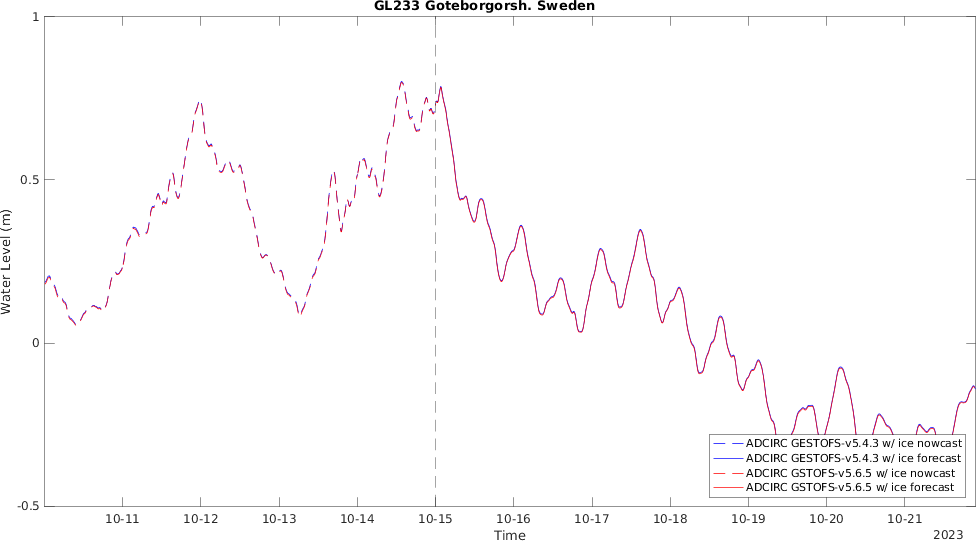 GL233 Goteborgorsh. Sweden
1
0.5
0
-0.5
Water Level (m)
10-11 10-12 10-13 10-14 10-15 10-16 10-17 10-18 10-19 10-20 10-21
Time
2023
ADCIRC GESTOFS-v5.4.3 w/ ice nowcast
ADCIRC GESTOFS-v5.4.3 w/ ice forecast
ADCIRC GSTOFS-v5.6.5 w/ ice nowcast
ADCIRC GSTOFS-v5.6.5 w/ ice forecast